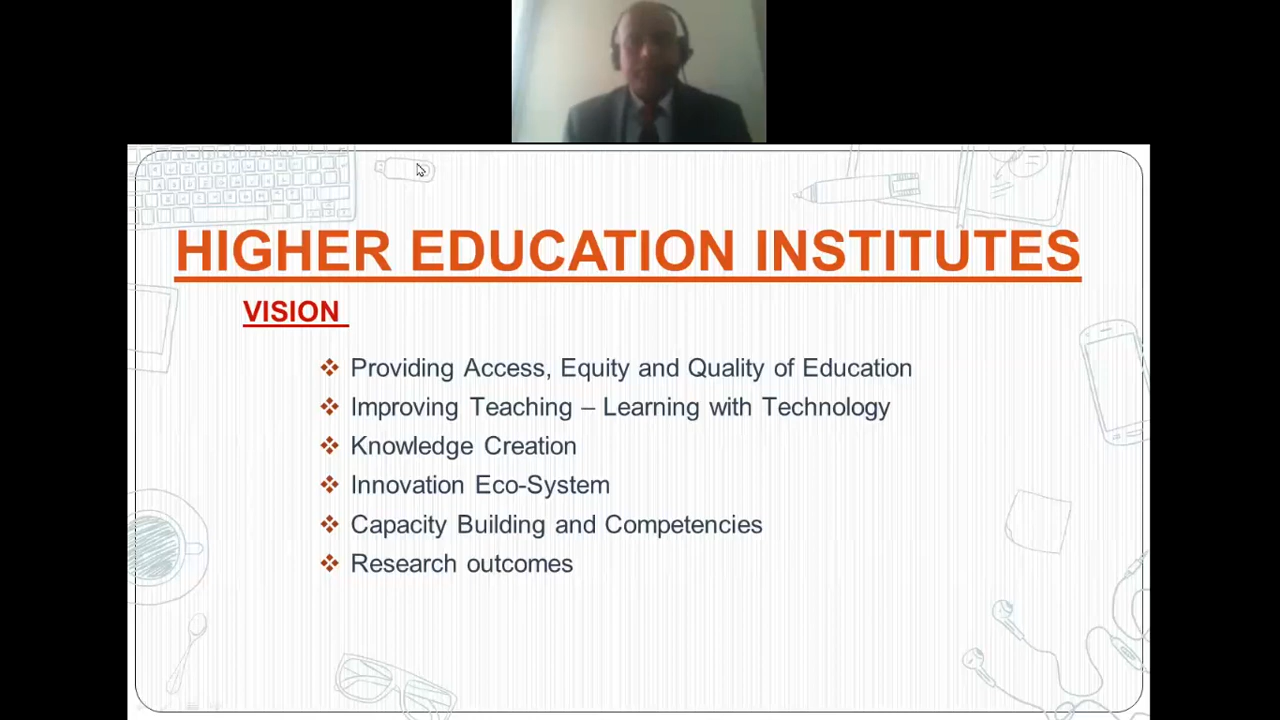 HIGHER EDUCATION INSTITUTES
VISION
Providing Access, Equity and Quality of Education
Improving Teaching – Learning with Technology
Knowledge Creation
Innovation Eco-System
Capacity Building and Competencies
Research outcomes